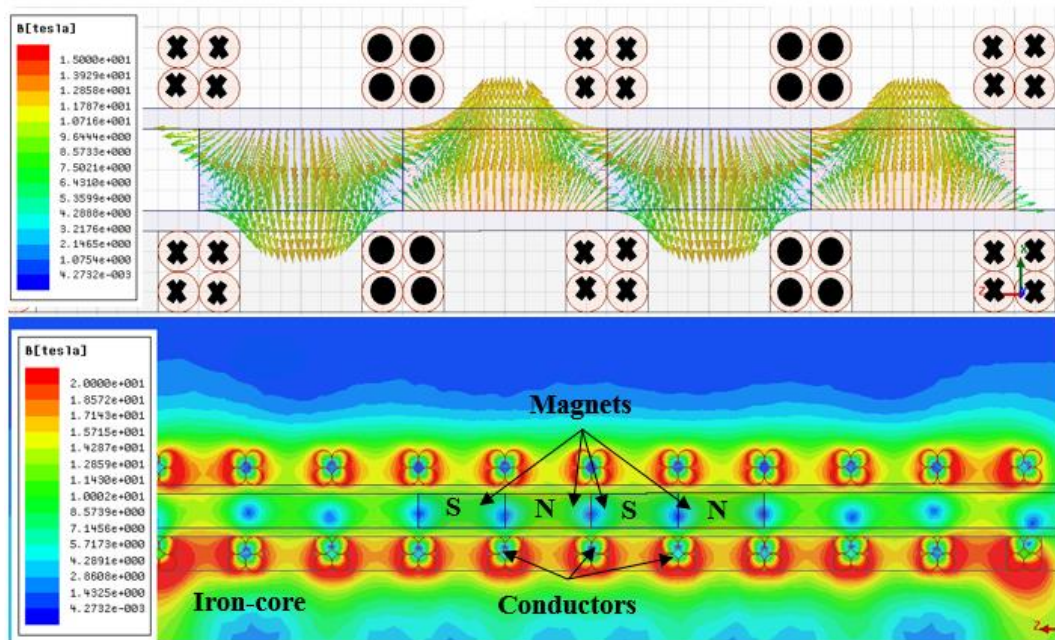 B[tesla]
1.5000e+001
1.3929e+001
1.2858e+001
1.1787e+001
1.0716e+001
9.6444e+000
8.5733e+000
7.5021e+000
6.4310e+000
5.3599e+000
4.2888e+000
3.2176e+000
2.1465e+000
1.0754e+000
4.2732e-003
X
Z
B[tesla]
2.0000e+001
1.8572e+001
1.7143e+001
1.5715e+001
1.4287e+001
1.2859e+001
1.1430e+001
1.0002e+001
8.5739e+000
7.1456e+000
5.7173e+000
4.2891e+000
2.8608e+000
1.4325e+000
4.2732e-003
Magnets
S N S N
Iron-core
Conductors
Z